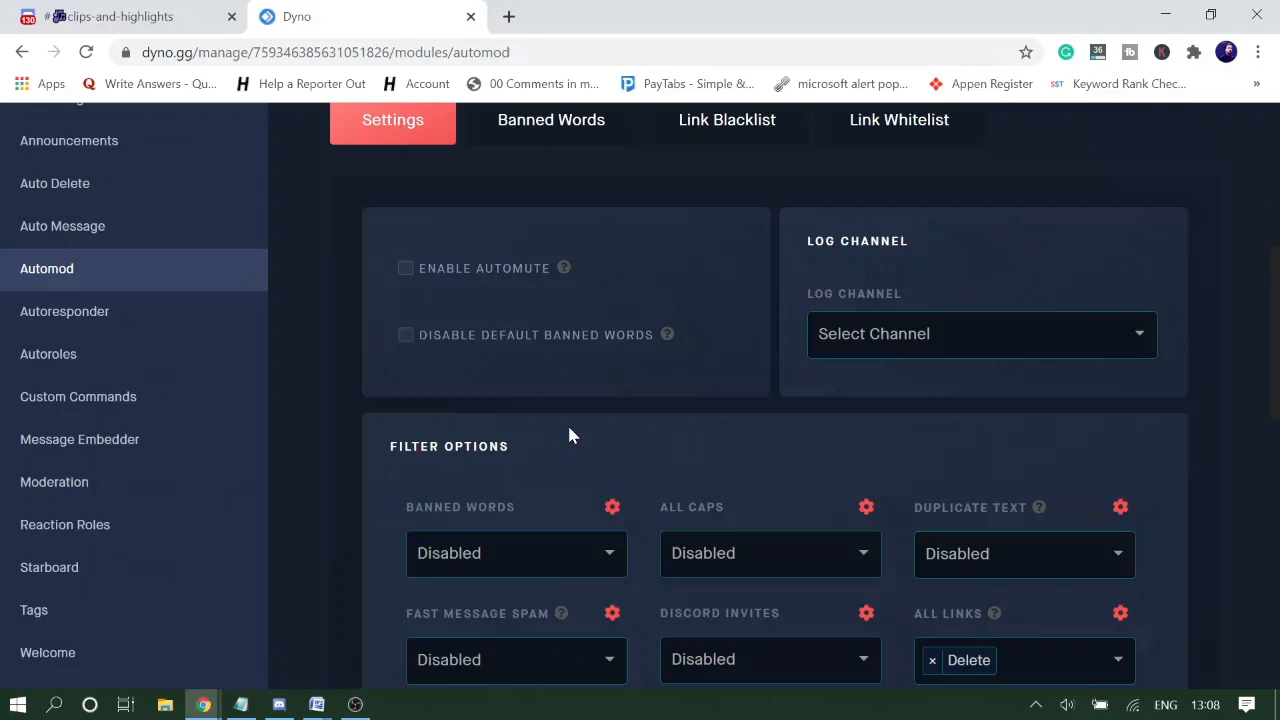 130
#
clips-and-highlights
Dyno
dyno.gg/manage/759346385631051826/modules/automod
36
Apps
Write Answers - Qu...
Help a Reporter Out
Account
00 Comments in m...
PayTabs - Simple &...
microsoft alert pop...
SST
Appen Register
Keyword Rank Chec...
»
Announcements
Auto Delete
Auto Message
Automod
Autoresponder
Autoroles
Custom Commands
Message Embedder
Moderation
Reaction Roles
Starboard
Tags
Welcome
Settings
Banned Words
Link Blacklist
Link Whitelist
ENABLE AUTOMUTE ?
DISABLE DEFAULT BANNED WORDS ?
LOG CHANNEL
LOG CHANNEL
Select Channel
FILTER OPTIONS
BANNED WORDS
Disabled
ALL CAPS
Disabled
DUPLICATE TEXT ?
Disabled
FAST MESSAGE SPAM ?
Disabled
DISCORD INVITES
Disabled
ALL LINKS ?
× Delete
ENG
13:08